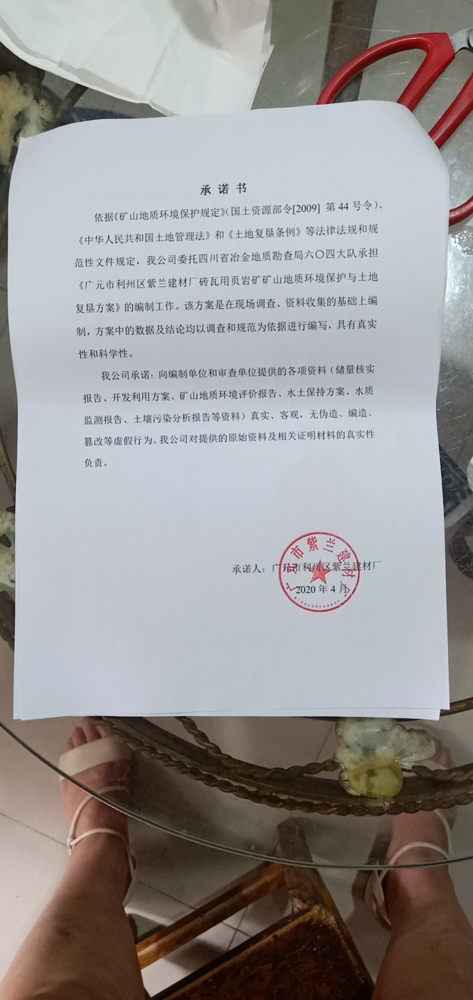 承诺书
依据《矿山地质环境保护规定》（国土资源部令[2009] 第 44 号令）、
《中华人民共和国土地管理法》和《土地复垦条例》等法律法规和规
范性文件规定，我公司委托四川省冶金地质勘查局六〇四大队承担
《广元市利州区紫兰建材厂砖瓦用页岩矿矿山地质环境保护与土地
复垦方案》的编制工作。该方案是在现场调查、资料收集的基础上编
制，方案中的数据及结论均以调查和规范为依据进行编写，具有真实
性和科学性。
我公司承诺：向编制单位和审查单位提供的各项资料（储量核实
报告、开发利用方案、矿山地质环境评价报告、水土保持方案、水质
监测报告、土壤污染分析报告等资料）真实、客观，无伪造、编造、
篡改等虚假行为。我公司对提供的原始资料及相关证明材料的真实性
负责。
承诺人：广元市利州区紫兰建材厂
2020 年 4 月
广元市紫兰建材厂